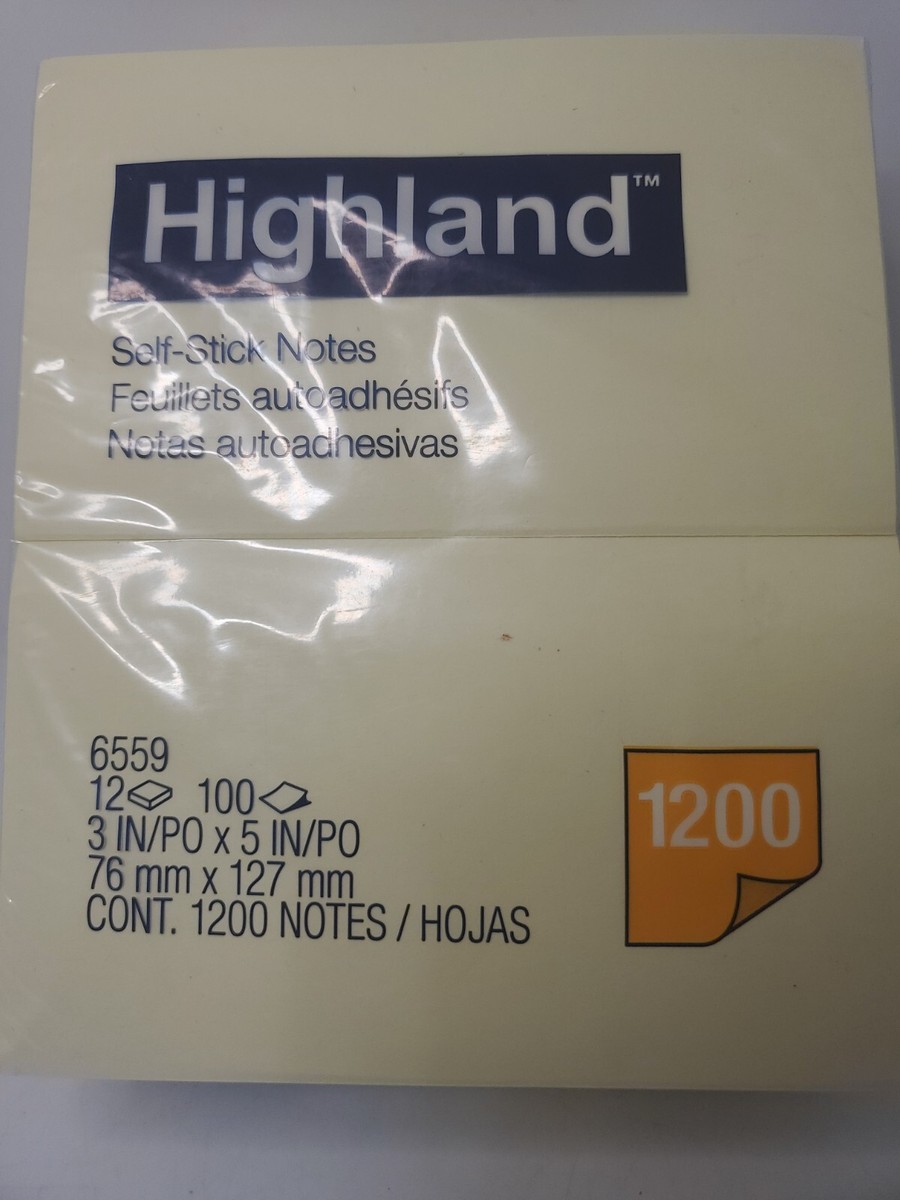 Highland™
Self-Stick Notes
Feuillets autoadhésifs
Notas autoadhesivas
6559
12 100
3 IN/PO x 5 IN/PO
76 mm x 127 mm
CONT. 1200 NOTES / HOJAS
1200